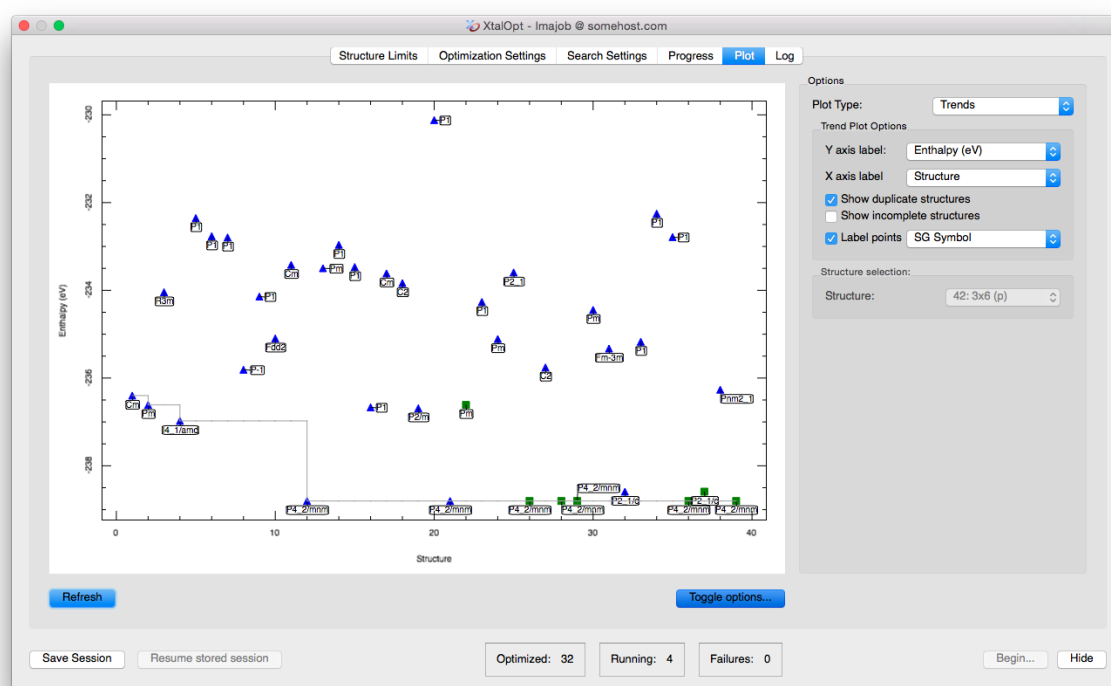 XtalOpt - Imajob @ somehost.com
Structure Limits Optimization Settings Search Settings Progress Plot Log
Options
Plot Type: Trends
Trend Plot Options
Y axis label: Enthalpy (eV)
X axis label Structure
Show duplicate structures
Show incomplete structures
Label points SG Symbol
Structure selection:
Structure: 42: 3x6 (p)
-230
-232
-234
-236
-238
Enthalpy (eV)
P1
P1
P1
P1
P1
P1
P1
Cm
Pm
P1
Cm
P2_1
R3m
P1
C2
P1
Pm
Fdd2
Pm
Fm-3m
P1
P-1
C2
Cm
Pm
P1
P2/m
Pm
Pnm2_1
I4_1/amd
P4_2/mnm
P2_1/c
P2_1/c
P4_2/mnm
P4_2/mnm
P4_2/mnm
P4_2/mnm
P4_2/mnm
P4_2/mnm
0 10 20 30 40
Structure
Refresh
Toggle options...
Save Session Resume stored session Optimized: 32 Running: 4 Failures: 0 Begin... Hide